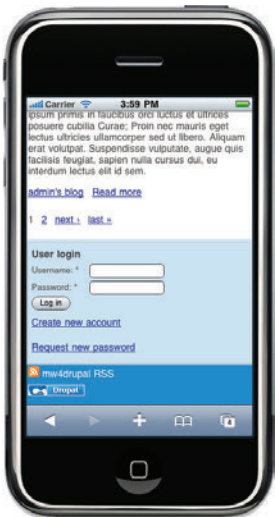 Carrier 3:59 PM
ipsum primis in faucibus orci luctus et ultrices
posuere cubilia Curae; Proin nec mauris eget
lectus ultricies ullamcorper sed ut libero. Aliquam
erat volutpat. Suspendisse vulputate, augue quis
facilisis feugiat, sapien nulla cursus dui, eu
interdum lectus elit id sem.
admin's blog Read more
1 2 next › last »
User login
Username: *
Password: *
Log in
Create new account
Request new password
mw4drupal RSS
Drupal
4